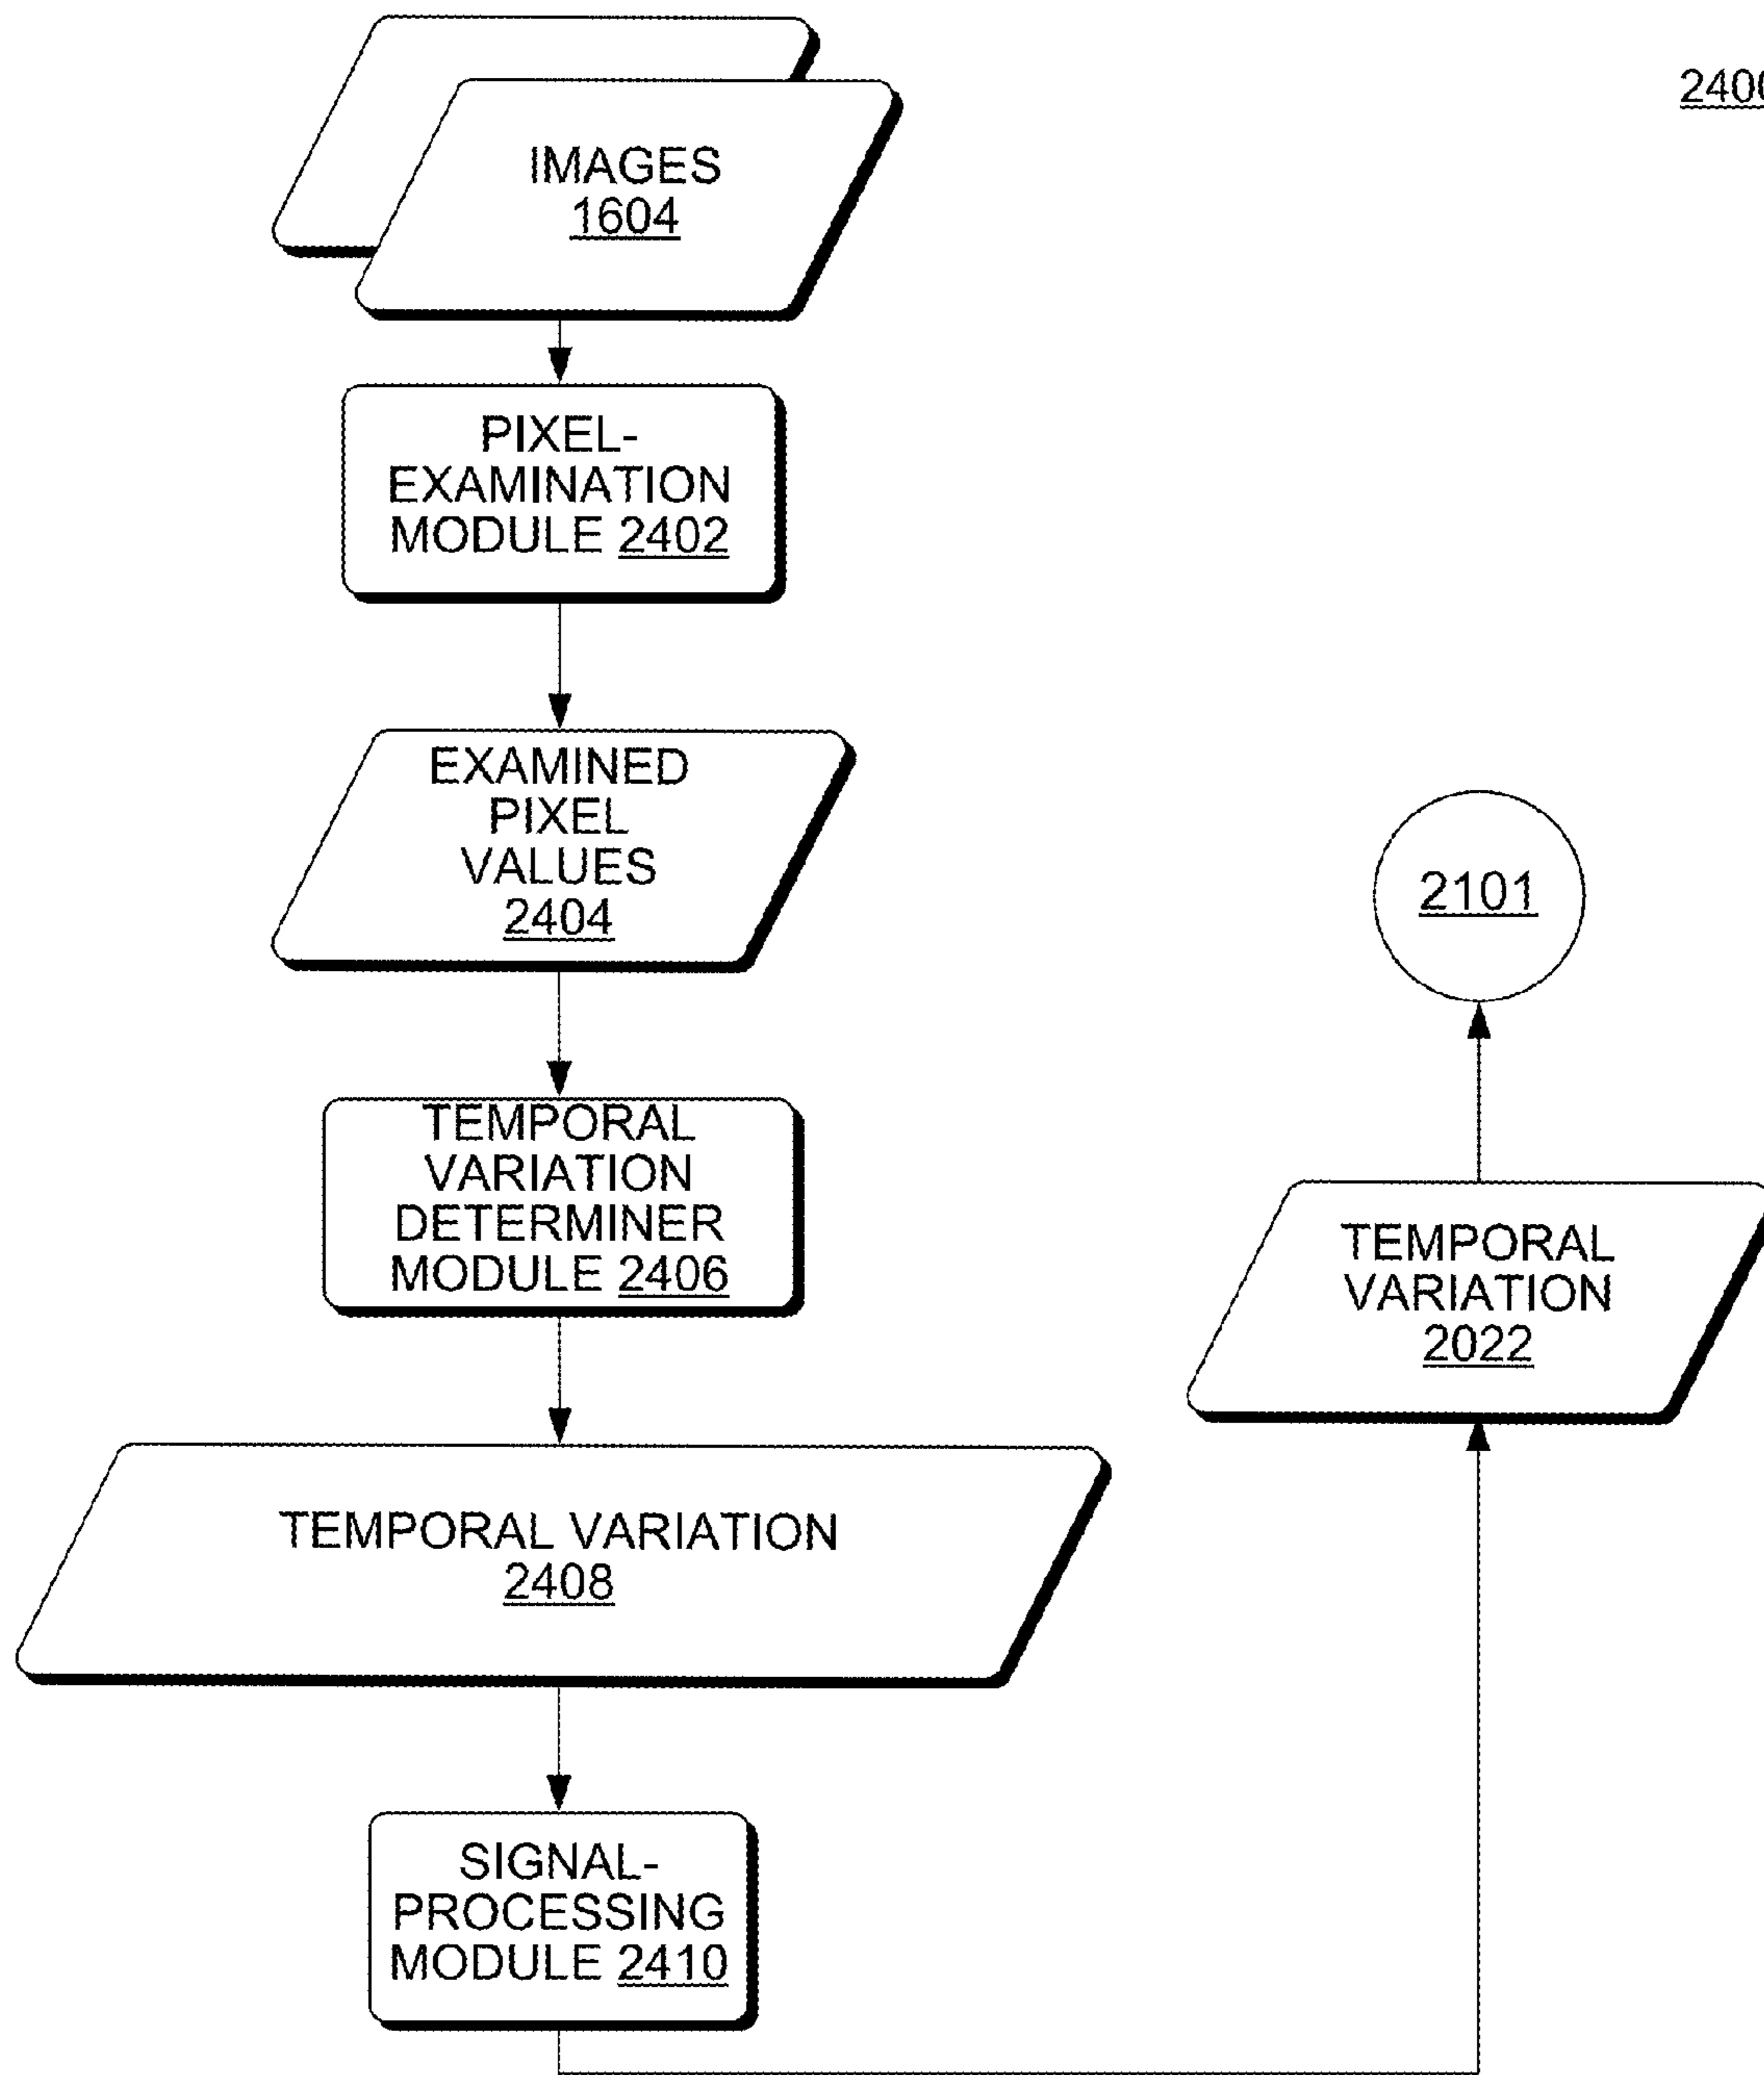 2400
IMAGES
1604
PIXEL-
EXAMINATION
MODULE 2402
EXAMINED
PIXEL
VALUES
2404
TEMPORAL
VARIATION
DETERMINER
MODULE 2406
TEMPORAL VARIATION
2408
SIGNAL-
PROCESSING
MODULE 2410
TEMPORAL
VARIATION
2022
2101